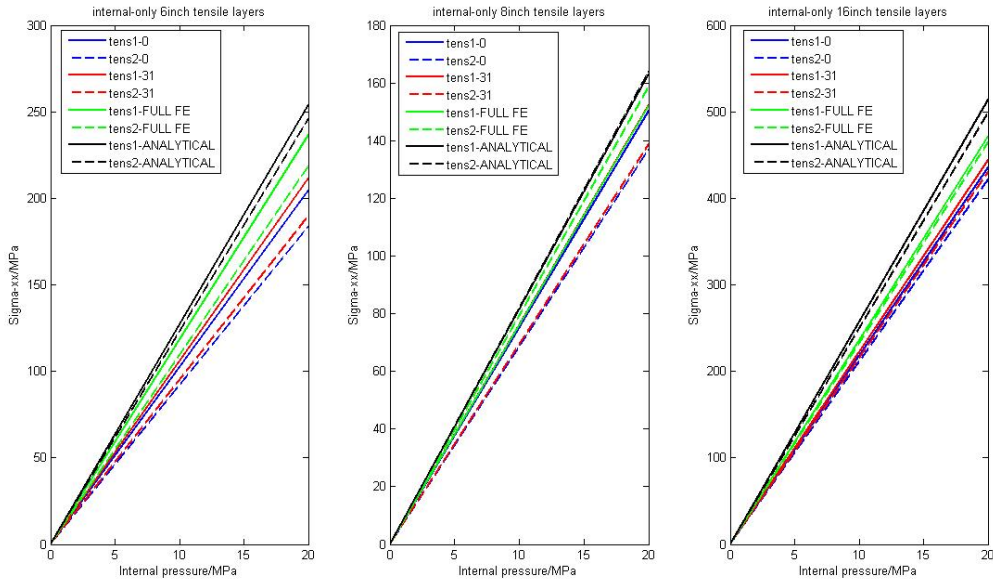 internal-only 6inch tensile layers
300
250
200
150
100
50
0
Sigma-xx/MPa
0 5 10 15 20
Internal pressure/MPa
tens1-0
tens2-0
tens1-31
tens2-31
tens1-FULL FE
tens2-FULL FE
tens1-ANALYTICAL
tens2-ANALYTICAL
internal-only 8inch tensile layers
180
160
140
120
100
80
60
40
20
0
Sigma-xx/MPa
0 5 10 15 20
Internal pressure/MPa
tens1-0
tens2-0
tens1-31
tens2-31
tens1-FULL FE
tens2-FULL FE
tens1-ANALYTICAL
tens2-ANALYTICAL
internal-only 16inch tensile layers
600
500
400
300
200
100
0
Sigma-xx/MPa
0 5 10 15 20
Internal pressure/MPa
tens1-0
tens2-0
tens1-31
tens2-31
tens1-FULL FE
tens2-FULL FE
tens1-ANALYTICAL
tens2-ANALYTICAL